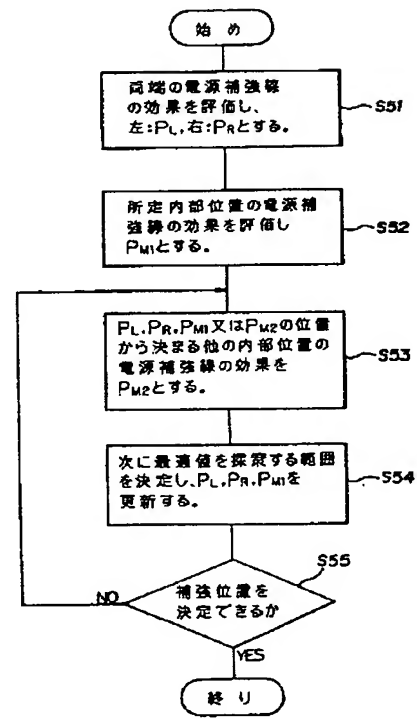 始め
両端の電源補強線
の効果を評価し、
左:PL,右:PRとする。
S51
所定内部位置の電源補
強線の効果を評価し
PM1とする。
S52
PL,PR,PM1又はPM2の位置
から決まる他の内部位置の
電源補強線の効果を
PM2とする。
S53
次に最適値を探索する範囲
を決定し、PL,PR,PM1を
更新する。
S54
補強位置を
決定できるか
S55
NO
YES
終り